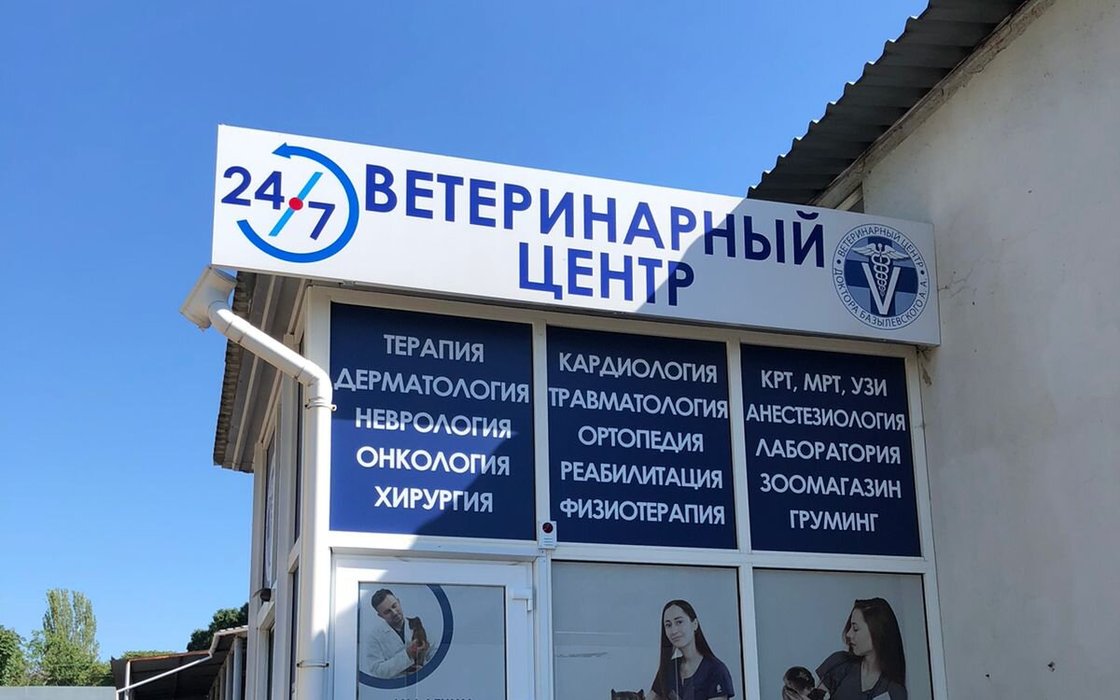 24/7
ВЕТЕРИНАРНЫЙ
ЦЕНТР
ВЕТЕРИНАРНЫЙ ЦЕНТР
ДОКТОРА БАЗЫЛЕВСКОГО А.
V
ТЕРАПИЯ
ДЕРМАТОЛОГИЯ
НЕВРОЛОГИЯ
ОНКОЛОГИЯ
ХИРУРГИЯ
КАРДИОЛОГИЯ
ТРАВМАТОЛОГИЯ
ОРТОПЕДИЯ
РЕАБИЛИТАЦИЯ
ФИЗИОТЕРАПИЯ
КРТ, МРТ, УЗИ
АНЕСТЕЗИОЛОГИЯ
ЛАБОРАТОРИЯ
ЗООМАГАЗИН
ГРУМИНГ